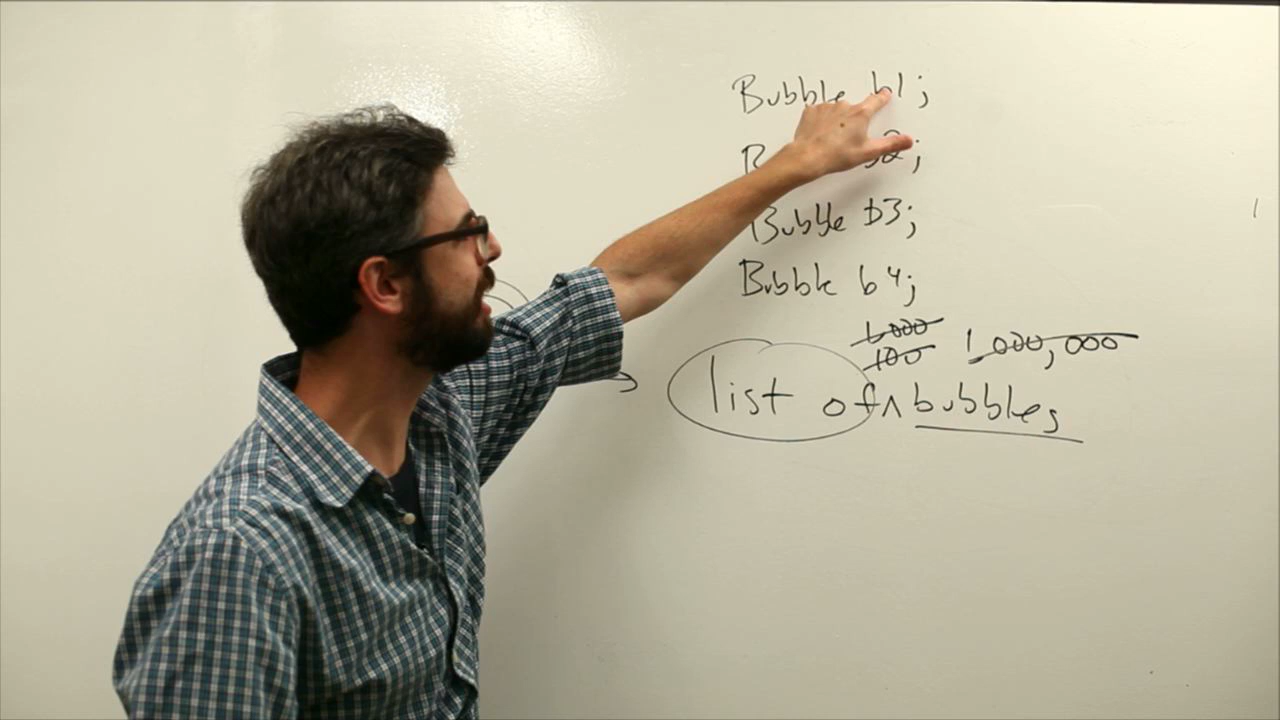 Bubble b1;
b2;
Bubble b3;
Bubble b4;
1,000
100 1,000,000
list of ^ bubbles